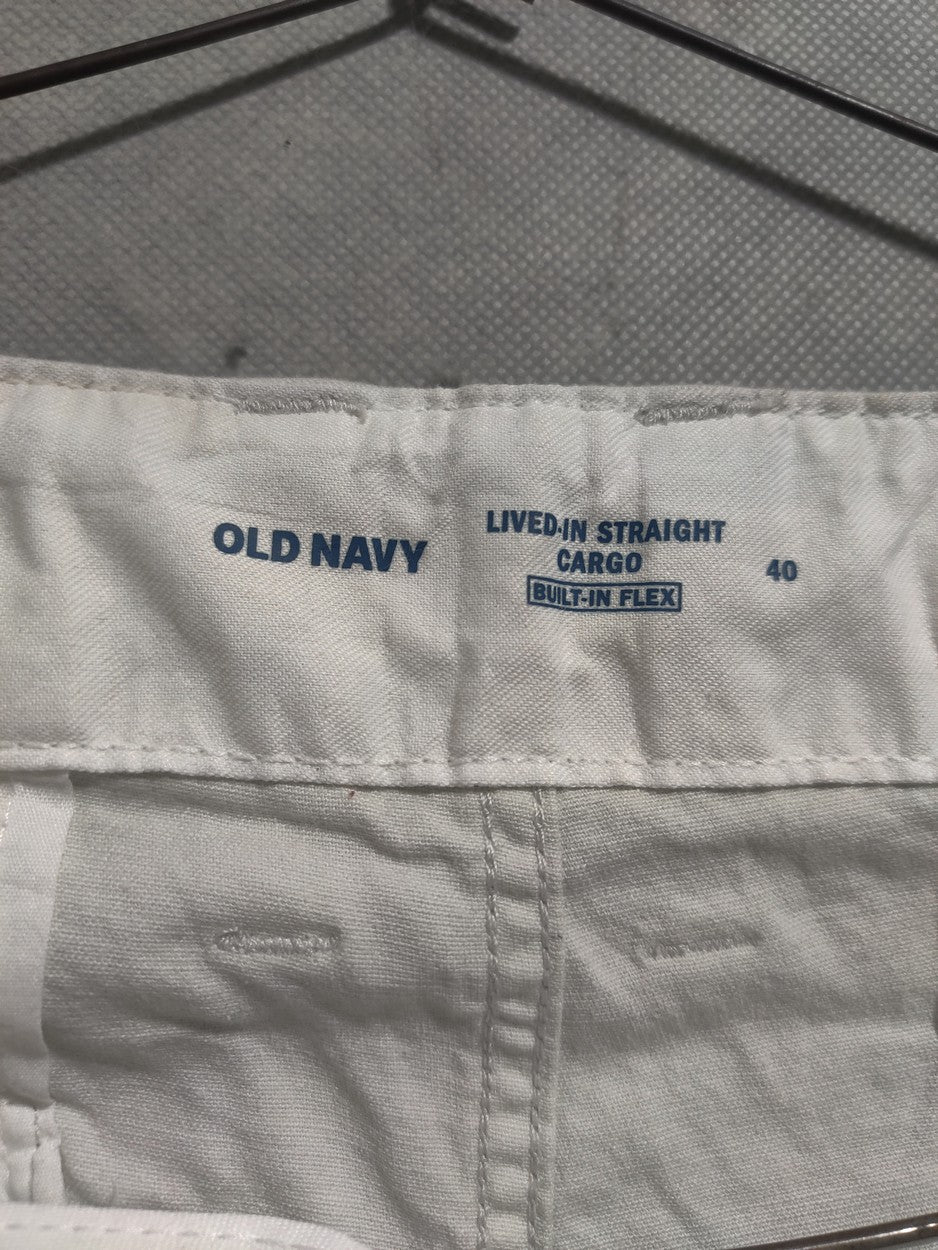 OLD NAVY
LIVED-IN STRAIGHT
CARGO
BUILT-IN FLEX
40